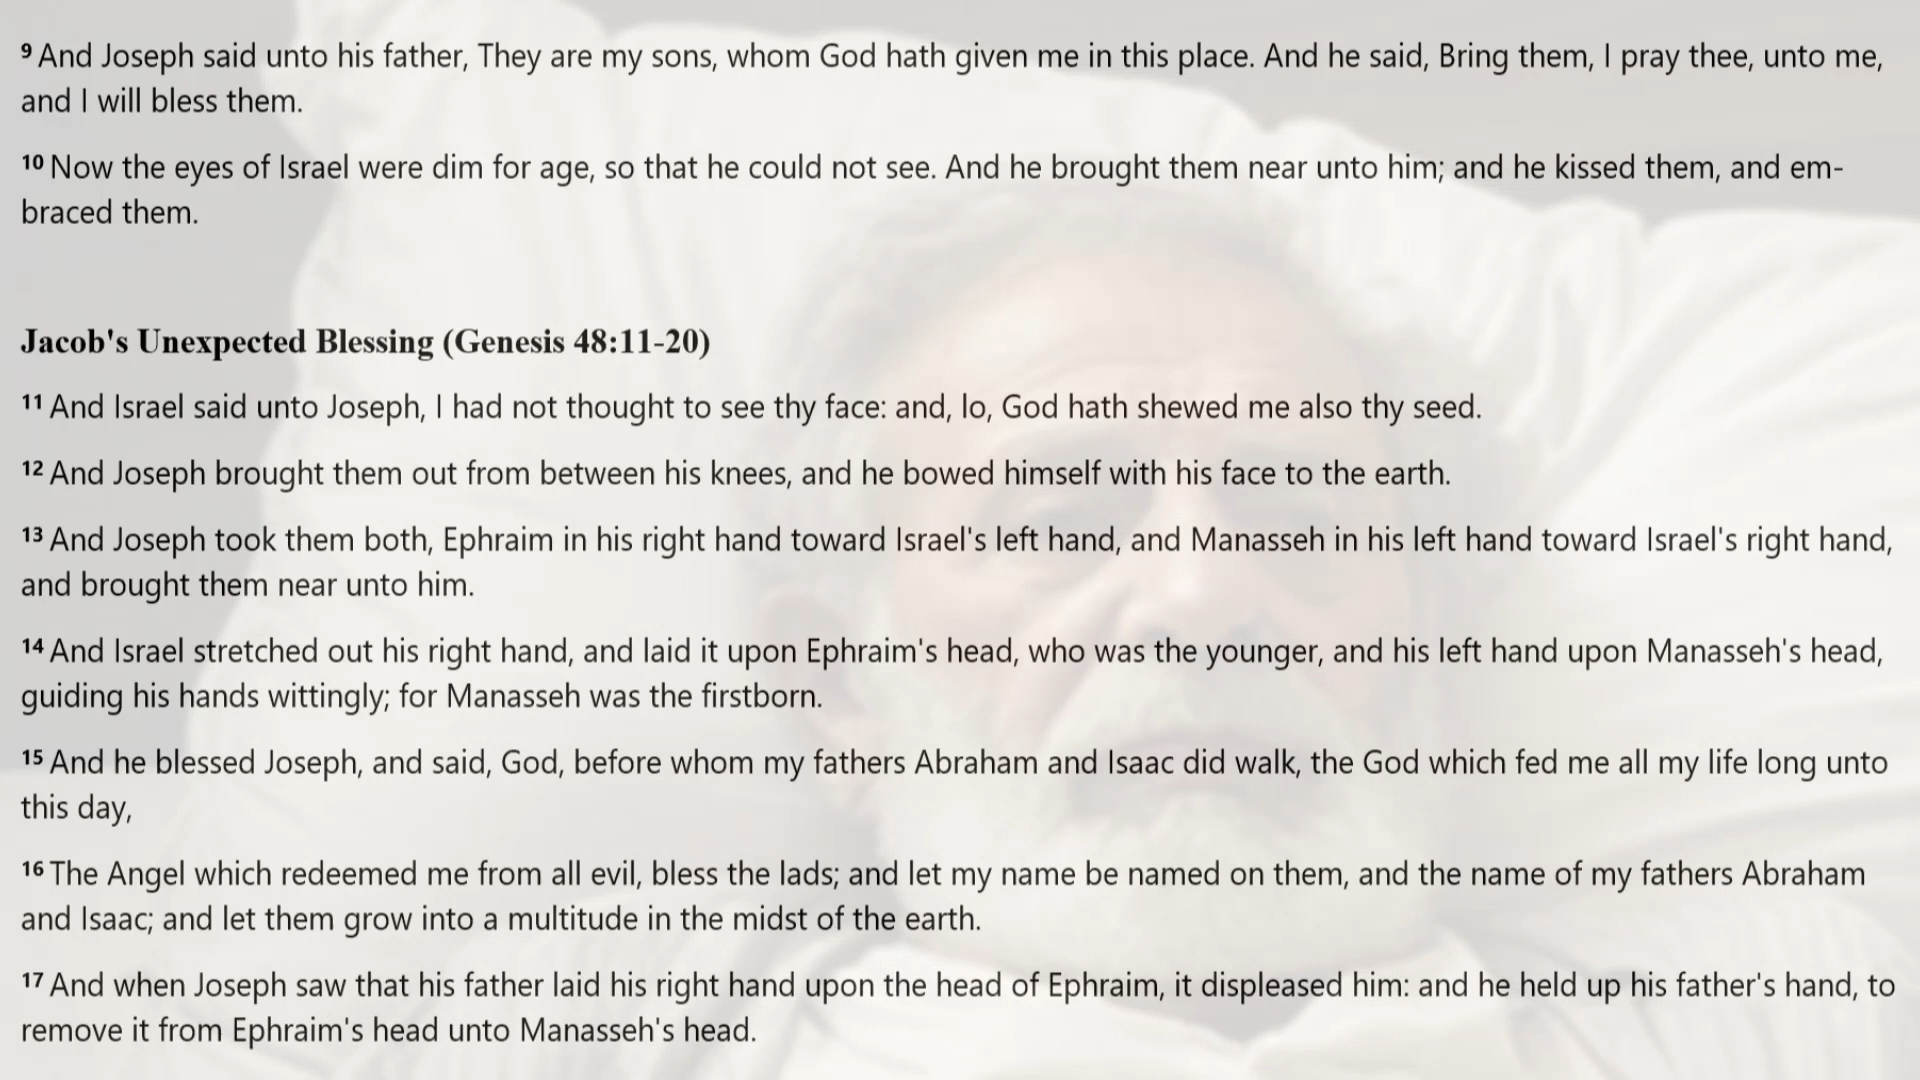 9 And Joseph said unto his father, They are my sons, whom God hath given me in this place. And he said, Bring them, I pray thee, unto me,
and I will bless them.
10 Now the eyes of Israel were dim for age, so that he could not see. And he brought them near unto him; and he kissed them, and em-
braced them.
Jacob's Unexpected Blessing (Genesis 48:11-20)
11 And Israel said unto Joseph, I had not thought to see thy face: and, lo, God hath shewed me also thy seed.
12 And Joseph brought them out from between his knees, and he bowed himself with his face to the earth.
13 And Joseph took them both, Ephraim in his right hand toward Israel's left hand, and Manasseh in his left hand toward Israel's right hand,
and brought them near unto him.
14 And Israel stretched out his right hand, and laid it upon Ephraim's head, who was the younger, and his left hand upon Manasseh's head,
guiding his hands wittingly; for Manasseh was the firstborn.
15 And he blessed Joseph, and said, God, before whom my fathers Abraham and Isaac did walk, the God which fed me all my life long unto
this day,
16 The Angel which redeemed me from all evil, bless the lads; and let my name be named on them, and the name of my fathers Abraham
and Isaac; and let them grow into a multitude in the midst of the earth.
17 And when Joseph saw that his father laid his right hand upon the head of Ephraim, it displeased him: and he held up his father's hand, to
remove it from Ephraim's head unto Manasseh's head.